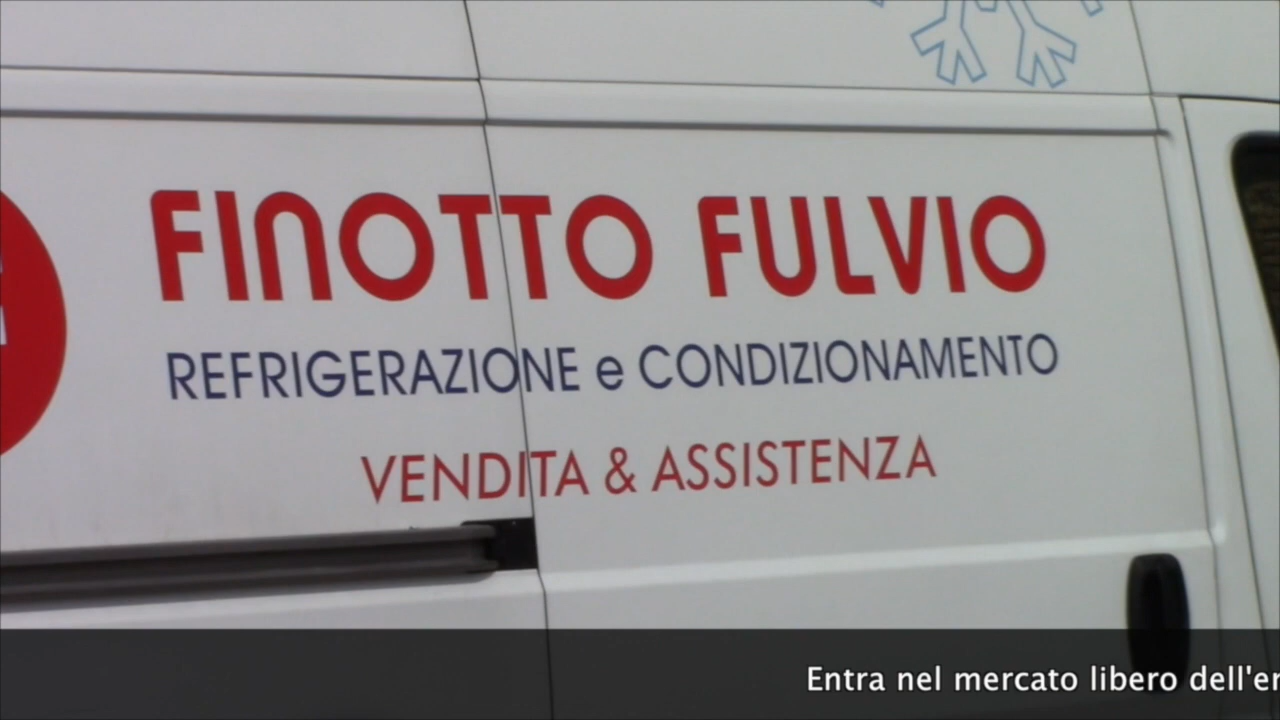 FINOTTO FULVIO
REFRIGERAZIONE e CONDIZIONAMENTO
VENDITA & ASSISTENZA
Entra nel mercato libero